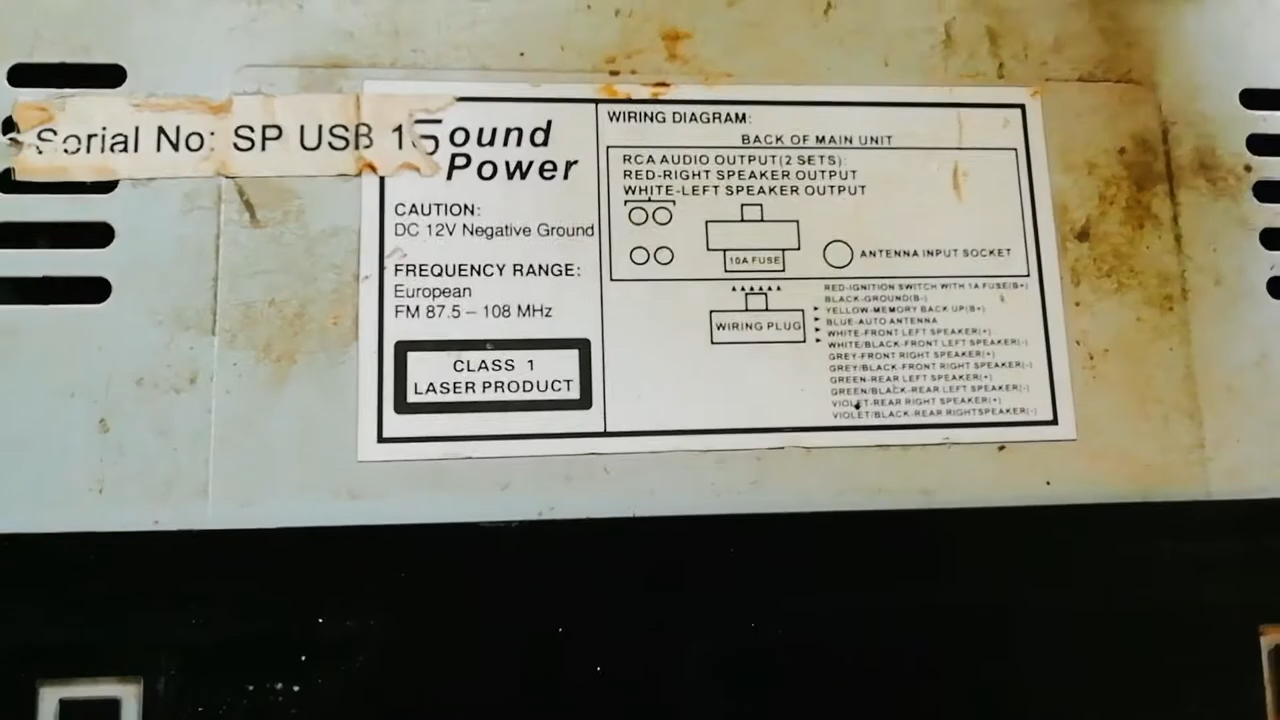 Serial No: SP USB 1
Sound
Power
CAUTION:
DC 12V Negative Ground
FREQUENCY RANGE:
European
FM 87.5 – 108 MHz
CLASS 1
LASER PRODUCT
WIRING DIAGRAM:
BACK OF MAIN UNIT
RCA AUDIO OUTPUT(2 SETS):
RED-RIGHT SPEAKER OUTPUT
WHITE-LEFT SPEAKER OUTPUT
10A FUSE
ANTENNA INPUT SOCKET
WIRING PLUG
RED-IGNITION SWITCH WITH 1A FUSE(B+)
BLACK-GROUND(B-)
YELLOW-MEMORY BACK UP(B+)
BLUE-AUTO ANTENNA
WHITE-FRONT LEFT SPEAKER(+)
WHITE/BLACK-FRONT LEFT SPEAKER(-)
GREY-FRONT RIGHT SPEAKER(+)
GREY/BLACK-FRONT RIGHT SPEAKER(-)
GREEN-REAR LEFT SPEAKER(+)
GREEN/BLACK-REAR LEFT SPEAKER(-)
VIOLET-REAR RIGHT SPEAKER(+)
VIOLET/BLACK-REAR RIGHTSPEAKER(-)